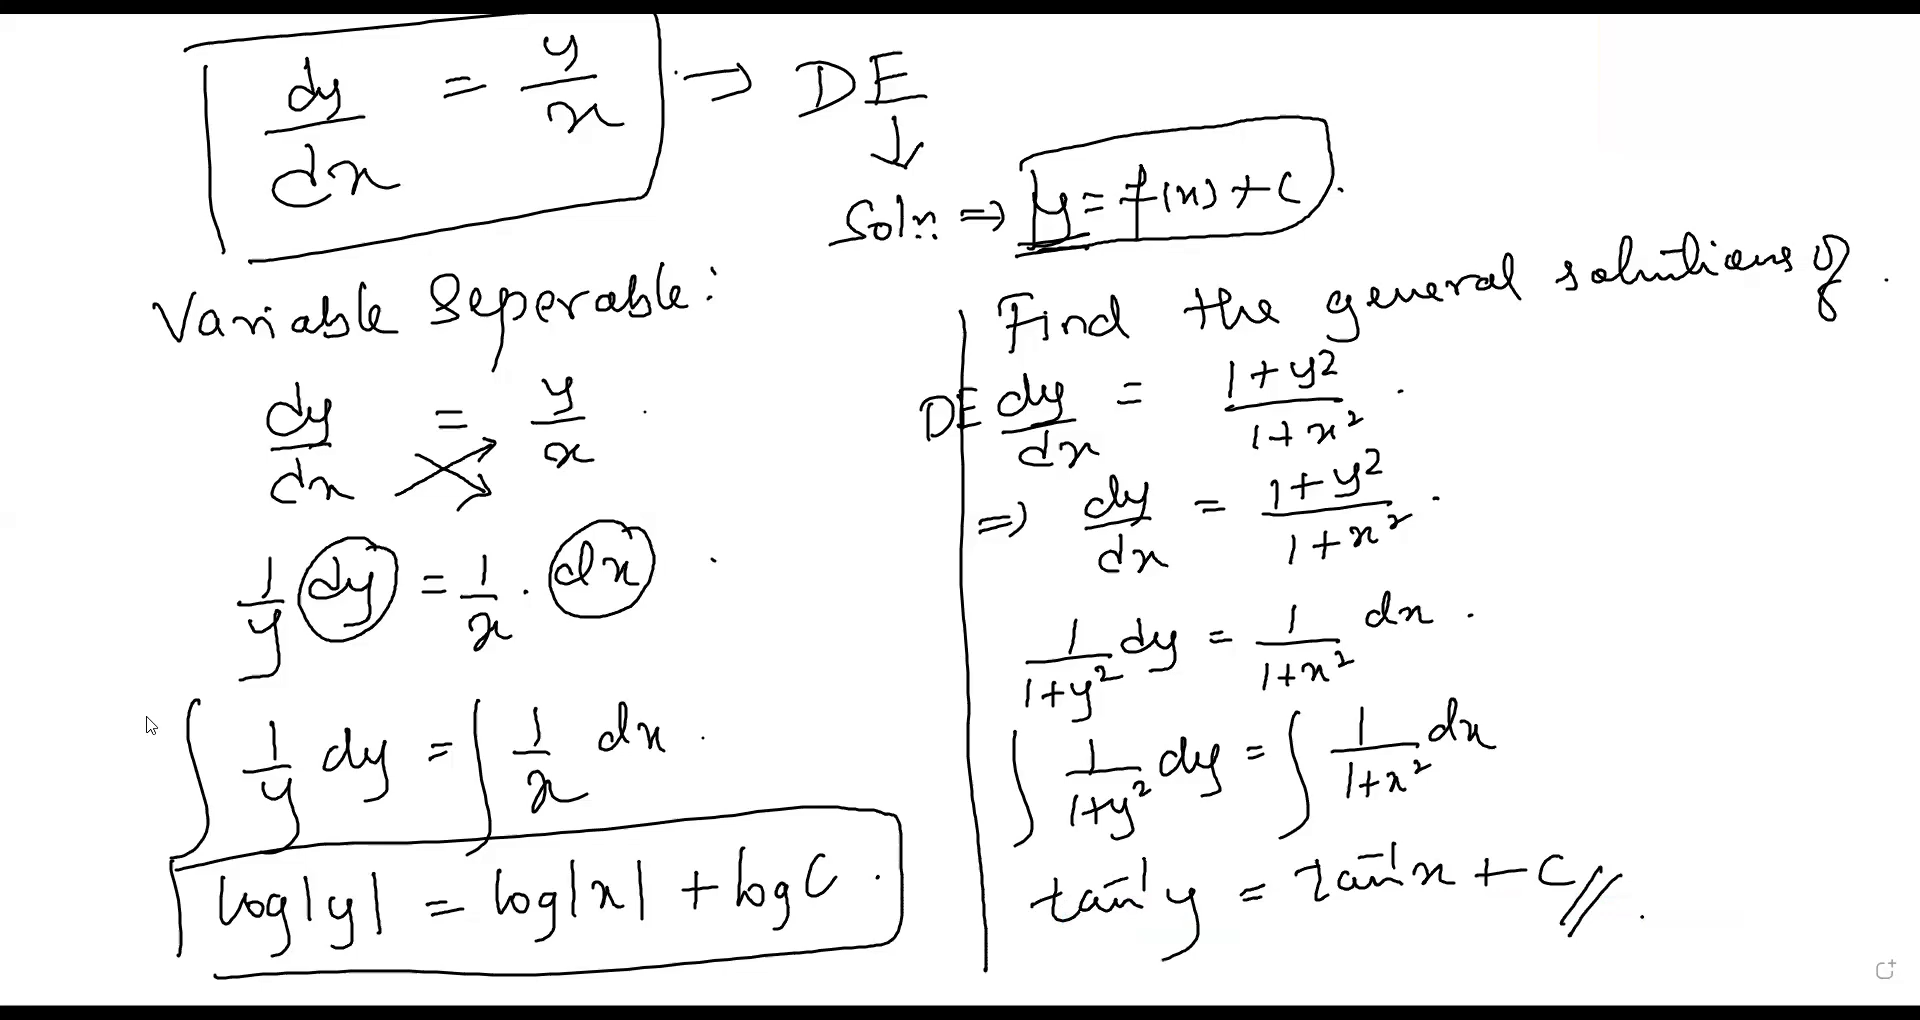 dy/dx = y/x → DE
↓
Soln ⇒ y = f(x) + C.
Variable Seperable:
dy/dx = y/x
1/y dy = 1/x . dx
∫ 1/y dy = ∫ 1/x dx
log|y| = log|x| + log C.
Find the general solutions of
DE dy/dx = 1+y²/1+x²
⇒ dy/dx = 1+y²/1+x².
1/1+y² dy = 1/1+x² dx.
∫ 1/1+y² dy = ∫ 1/1+x² dx
tan⁻¹y = tan⁻¹x + C //.